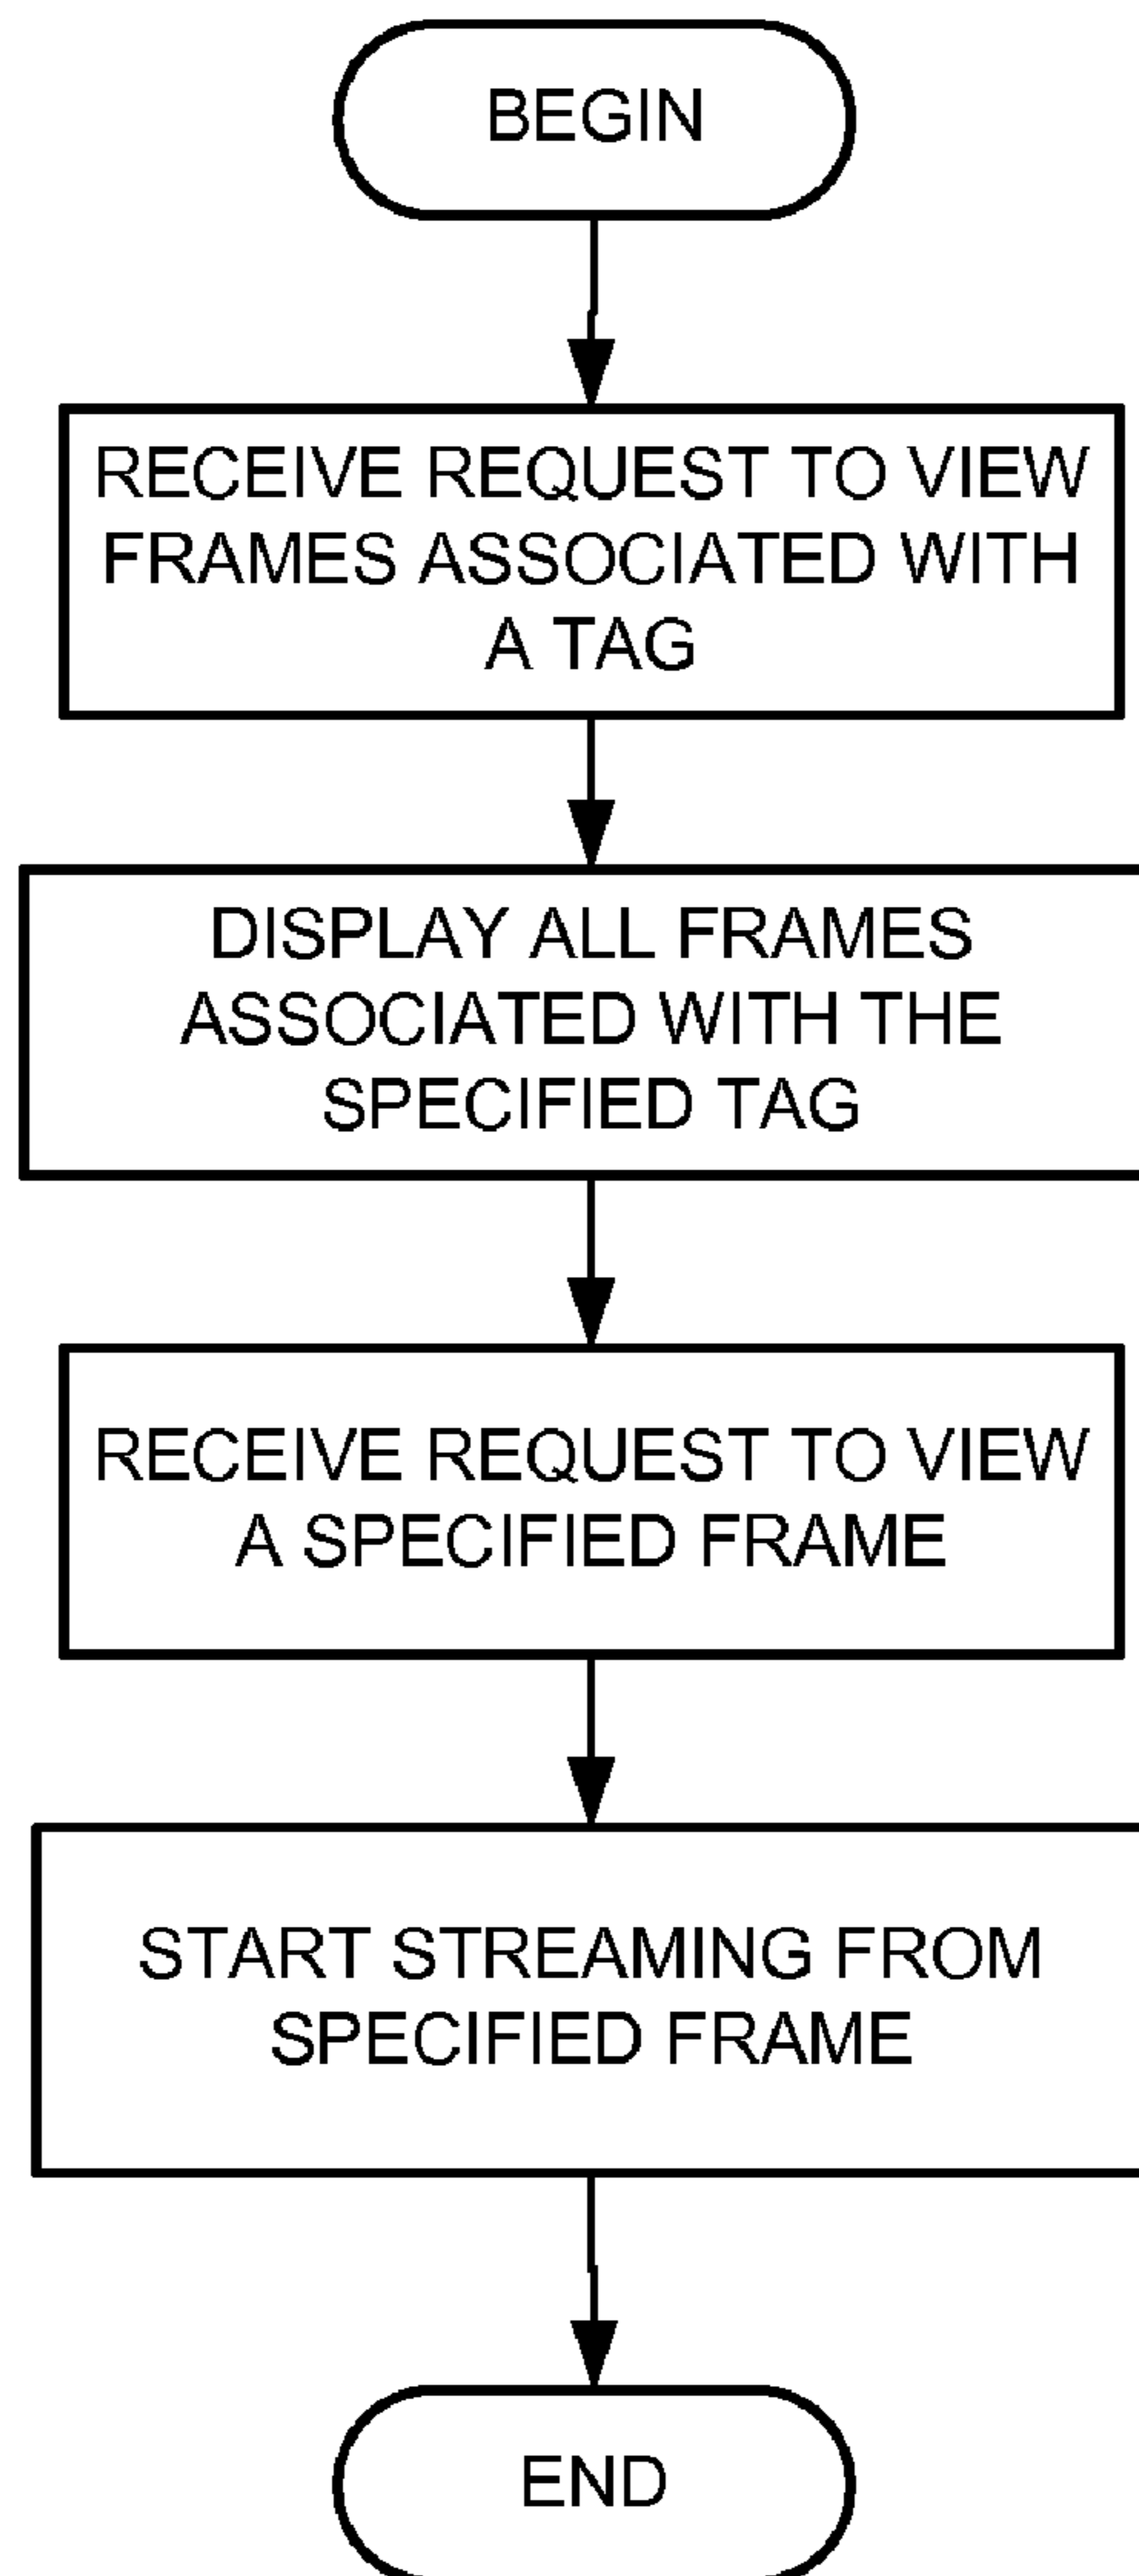 BEGIN
RECEIVE REQUEST TO VIEW
FRAMES ASSOCIATED WITH
A TAG
DISPLAY ALL FRAMES
ASSOCIATED WITH THE
SPECIFIED TAG
RECEIVE REQUEST TO VIEW
A SPECIFIED FRAME
START STREAMING FROM
SPECIFIED FRAME
END